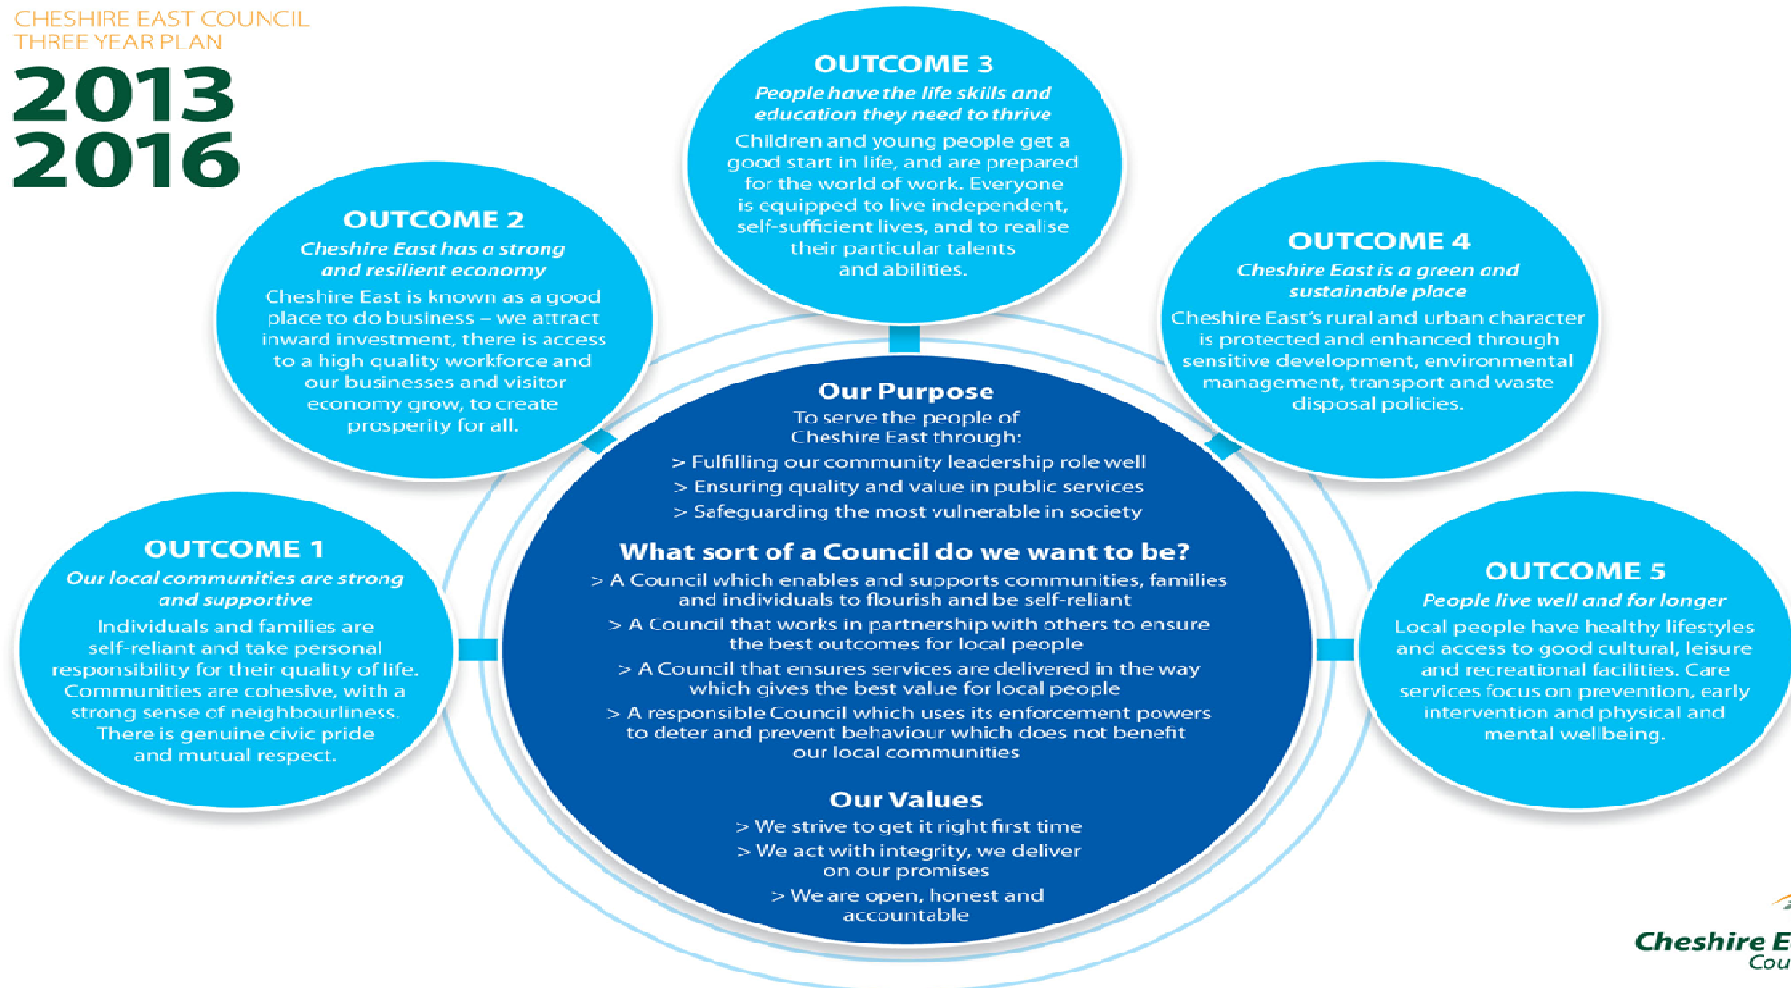 CHESHIRE EAST COUNCIL
THREE YEAR PLAN
2013
2016
OUTCOME 1
Our local communities are strong
and supportive
Individuals and families are
self-reliant and take personal
responsibility for their quality of life.
Communities are cohesive, with a
strong sense of neighbourliness.
There is genuine civic pride
and mutual respect.
OUTCOME 2
Cheshire East has a strong
and resilient economy
Cheshire East is known as a good
place to do business – we attract
inward investment, there is access
to a high quality workforce and
our businesses and visitor
economy grow, to create
prosperity for all.
OUTCOME 3
People have the life skills and
education they need to thrive
Children and young people get a
good start in life, and are prepared
for the world of work. Everyone
is equipped to live independent,
self-sufficient lives, and to realise
their particular talents
and abilities.
OUTCOME 4
Cheshire East is a green and
sustainable place
Cheshire East's rural and urban character
is protected and enhanced through
sensitive development, environmental
management, transport and waste
disposal policies.
OUTCOME 5
People live well and for longer
Local people have healthy lifestyles
and access to good cultural, leisure
and recreational facilities. Care
services focus on prevention, early
intervention and physical and
mental wellbeing.
Our Purpose
To serve the people of
Cheshire East through:
> Fulfilling our community leadership role well
> Ensuring quality and value in public services
> Safeguarding the most vulnerable in society
What sort of a Council do we want to be?
> A Council which enables and supports communities, families
and individuals to flourish and be self-reliant
> A Council that works in partnership with others to ensure
the best outcomes for local people
> A Council that ensures services are delivered in the way
which gives the best value for local people
> A responsible Council which uses its enforcement powers
to deter and prevent behaviour which does not benefit
our local communities
Our Values
> We strive to get it right first time
> We act with integrity, we deliver
on our promises
> We are open, honest and
accountable
Cheshire E
Cou